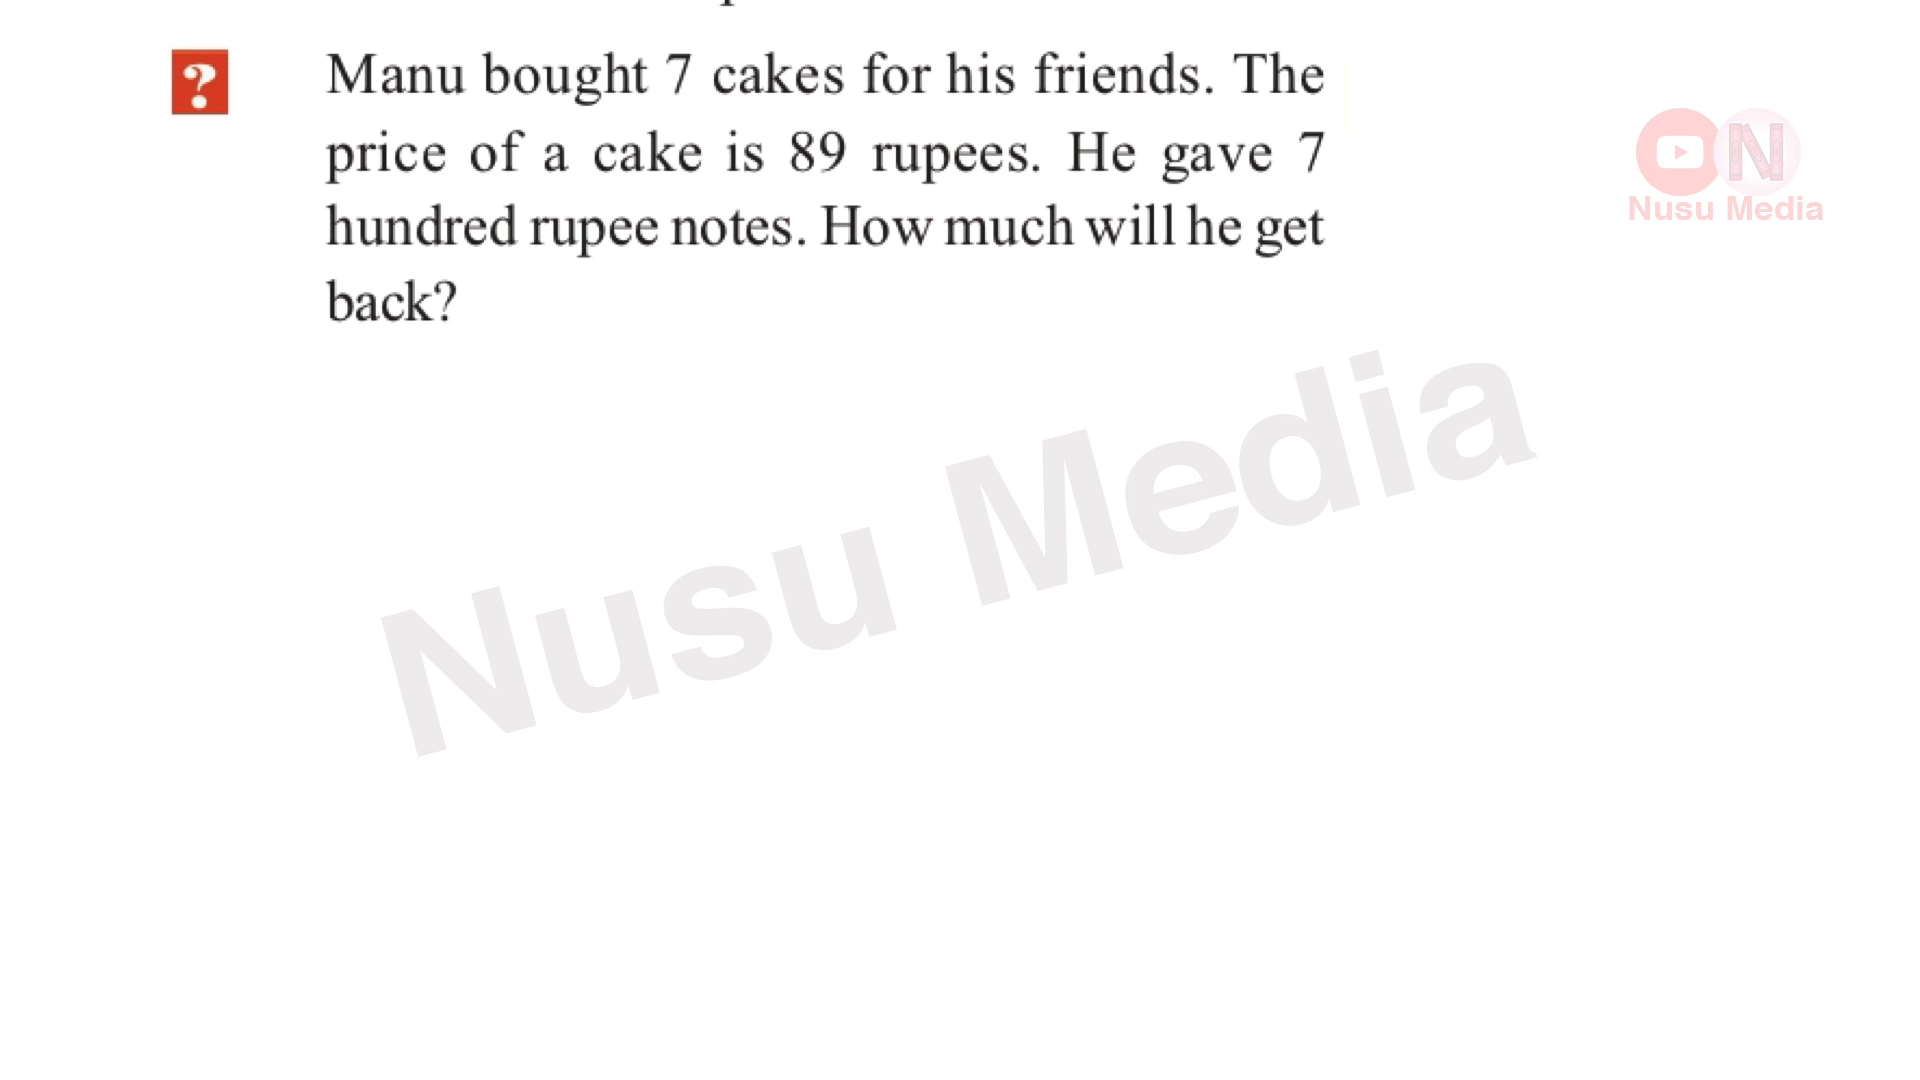 ?
Manu bought 7 cakes for his friends. The
price of a cake is 89 rupees. He gave 7
hundred rupee notes. How much will he get
back?
N
Nusu Media
Nusu Media